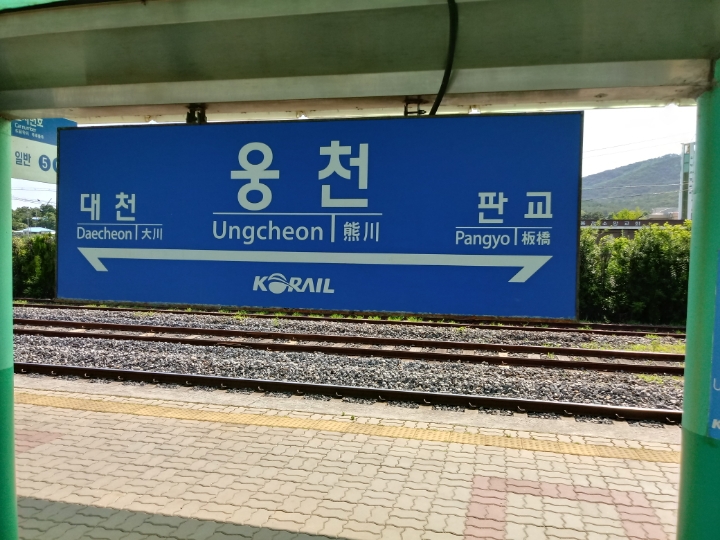 일반 5
웅 천
Ungcheon 熊川
대 천
Daecheon 大川
판 교
Pangyo 板橋
KORAIL